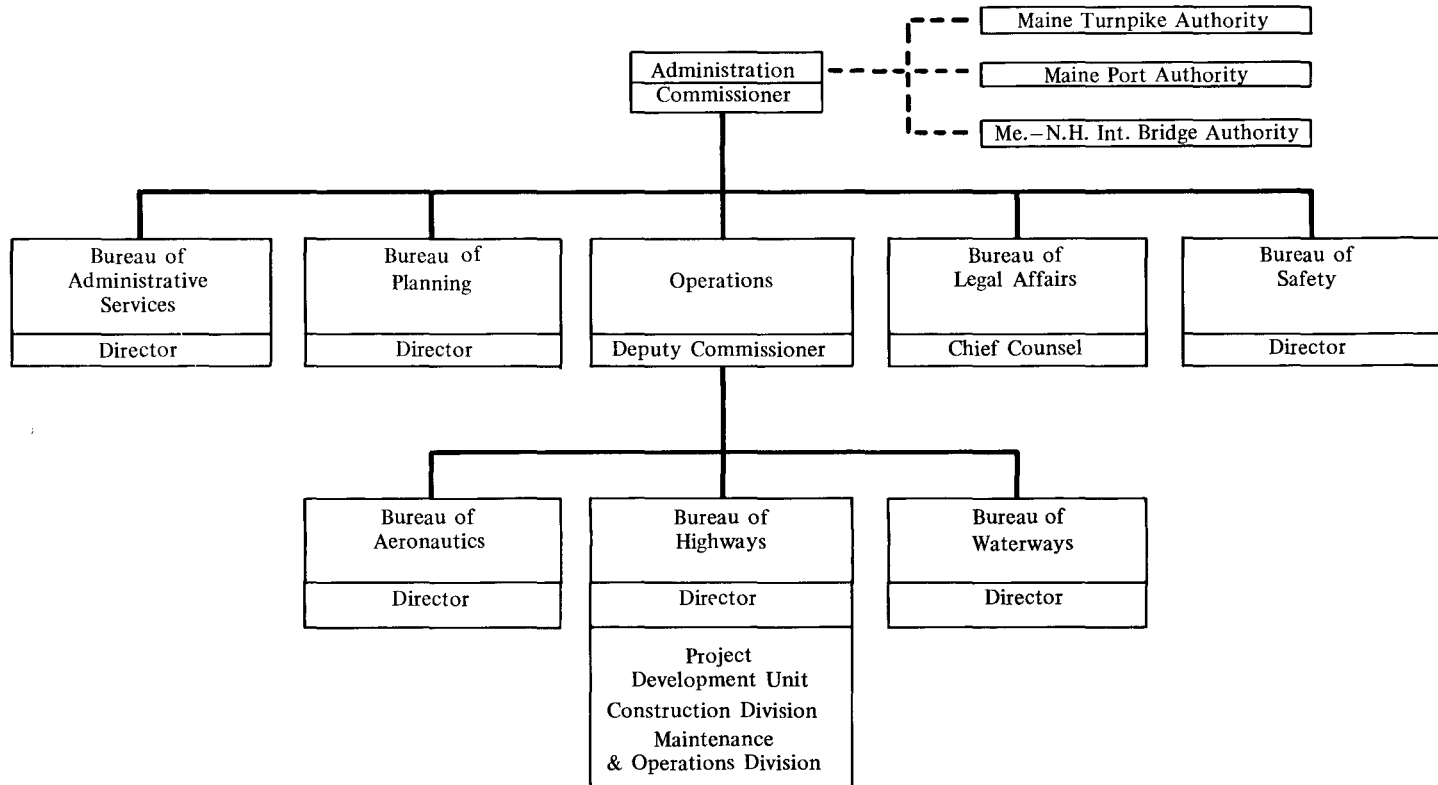 Maine Turnpike Authority
Administration
Commissioner
Maine Port Authority
Me.–N.H. Int. Bridge Authority
Bureau of
Administrative
Services
Director
Bureau of
Planning
Director
Operations
Deputy Commissioner
Bureau of
Legal Affairs
Chief Counsel
Bureau of
Safety
Director
Bureau of
Aeronautics
Director
Bureau of
Highways
Director
Project
Development Unit
Construction Division
Maintenance
& Operations Division
Bureau of
Waterways
Director